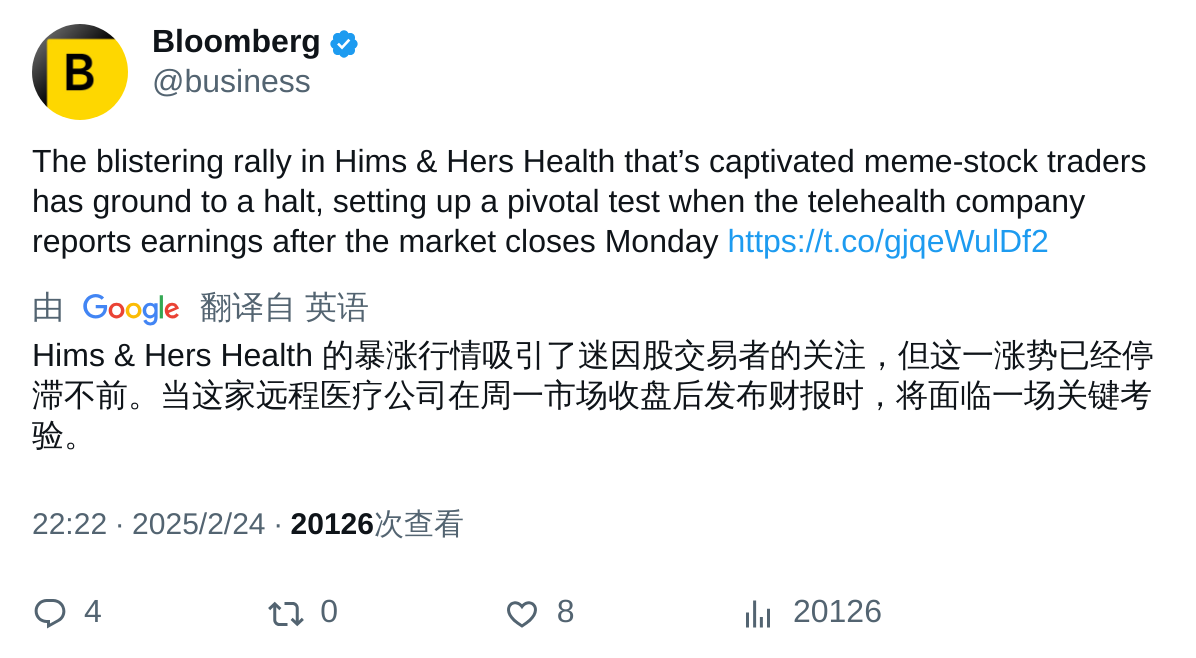 Bloomberg
@business
The blistering rally in Hims & Hers Health that’s captivated meme-stock traders
has ground to a halt, setting up a pivotal test when the telehealth company
reports earnings after the market closes Monday https://t.co/gjqeWulDf2
由 Google 翻译自 英语
Hims & Hers Health 的暴涨行情吸引了迷因股交易者的关注，但这一涨势已经停
滞不前。当这家远程医疗公司在周一市场收盘后发布财报时，将面临一场关键考
验。
22:22 · 2025/2/24 · 20126次查看
4 0 8 20126